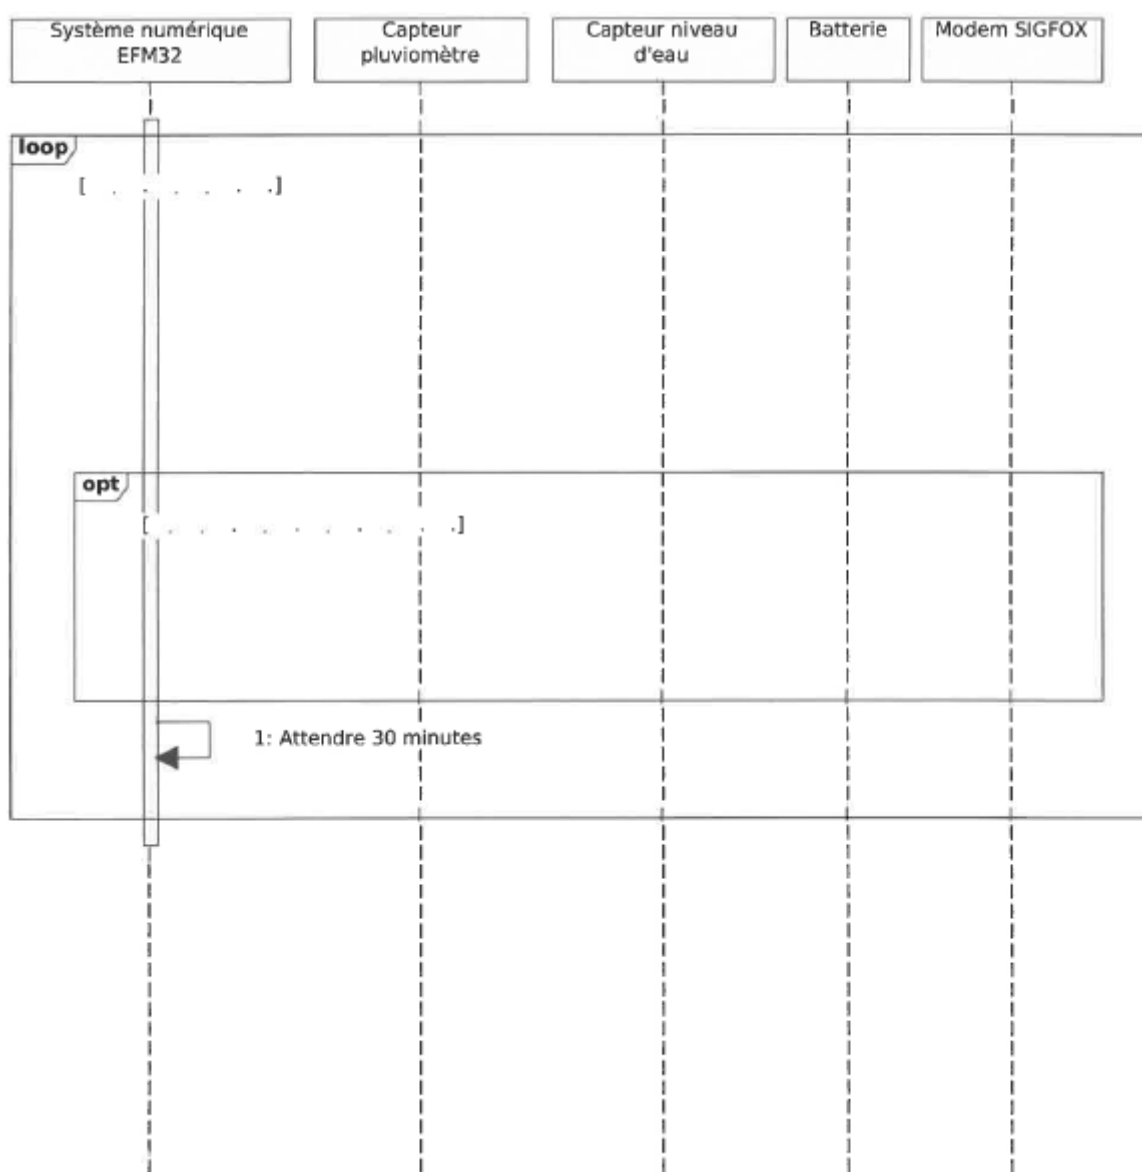 Système numérique
EFM32
Capteur
pluviomètre
Capteur niveau
d'eau
Batterie
Modem SIGFOX
loop
[ . . . . . .]
opt
[ . . . . . . . . . .]
1: Attendre 30 minutes